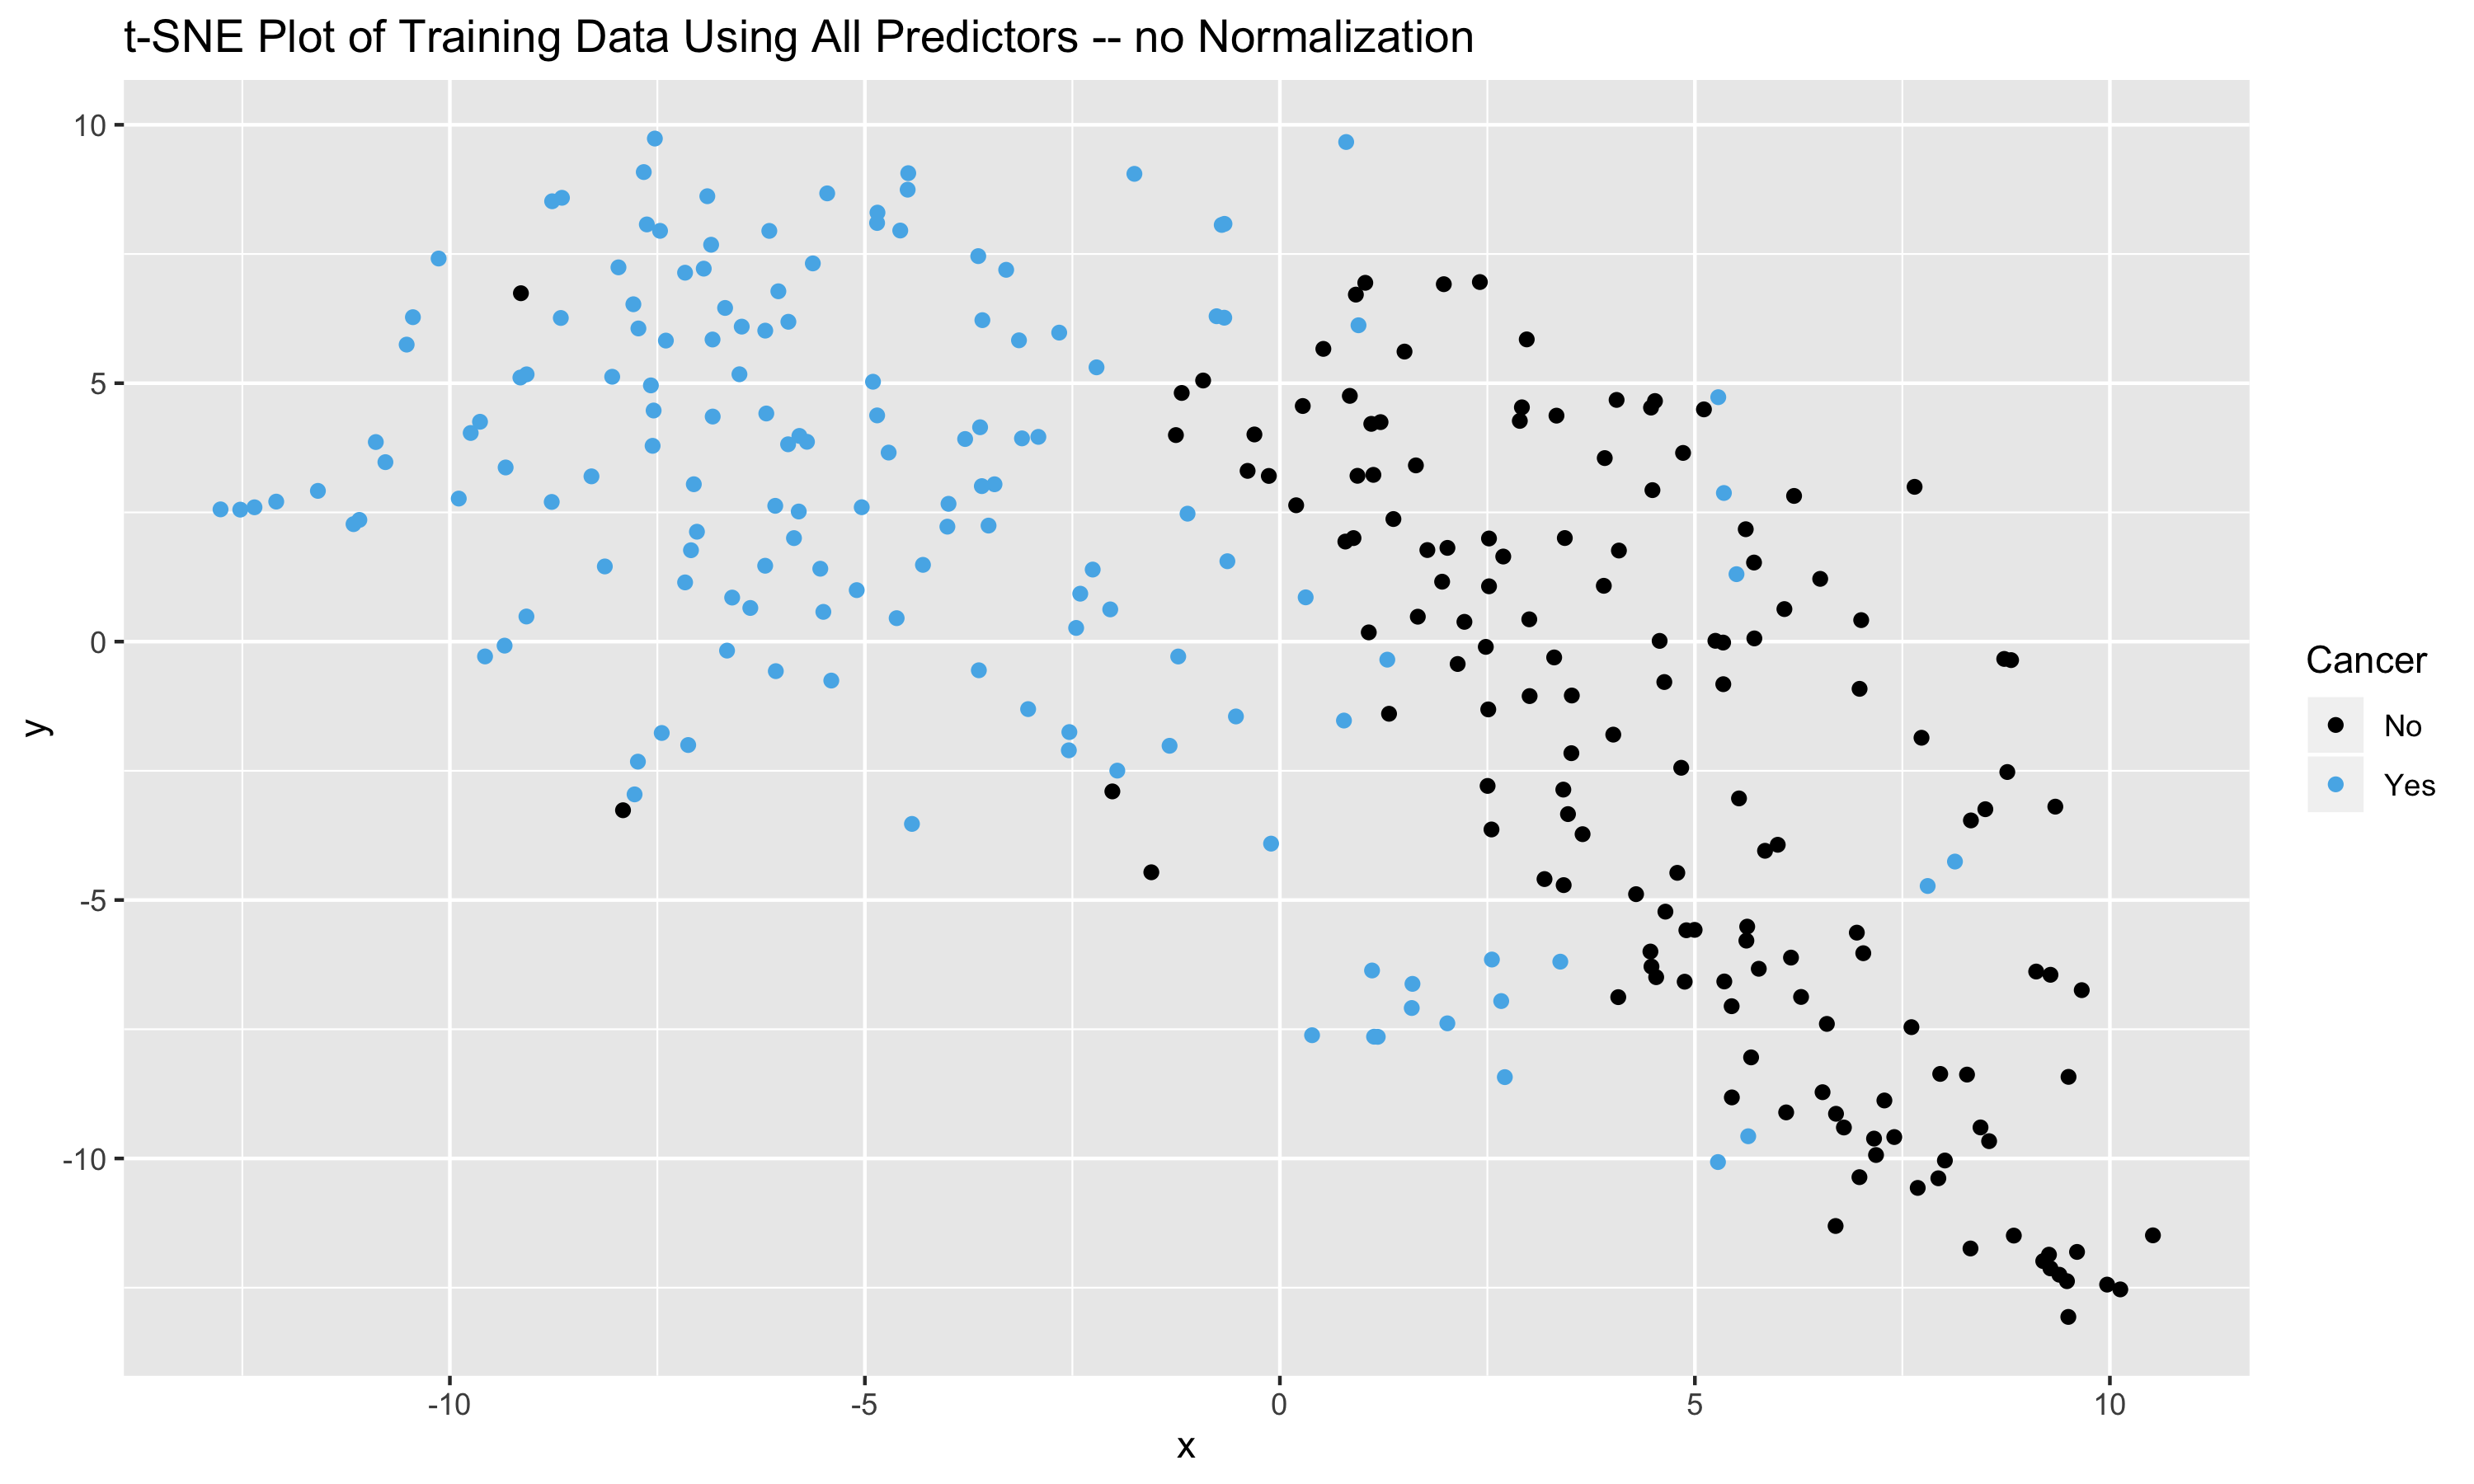 t-SNE Plot of Training Data Using All Predictors -- no Normalization
10
5
0
-5
-10
y
-10
-5
0
5
10
x
Cancer
No
Yes